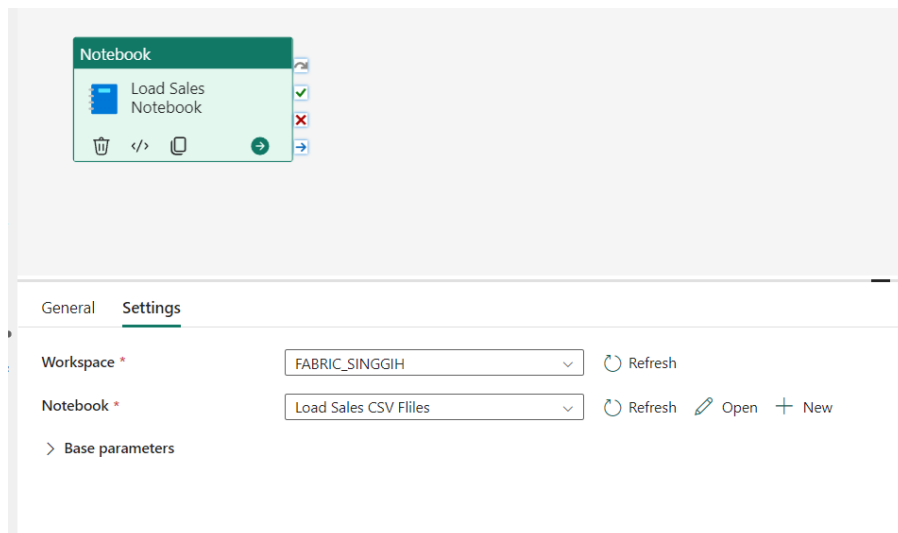 Notebook
Load Sales
Notebook
General Settings
Workspace * FABRIC_SINGGIH Refresh
Notebook * Load Sales CSV Fliles Refresh Open New
Base parameters